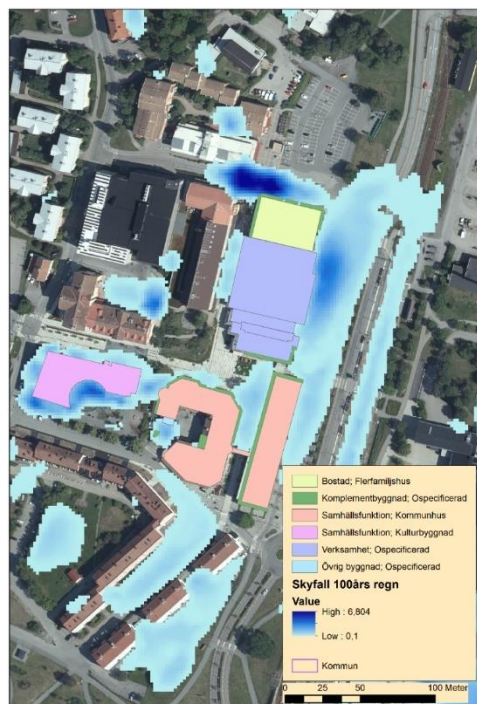 Bostad; Flerfamiljshus
Komplementbyggnad; Ospecificerad
Samhällsfunktion; Kommunhus
Samhällsfunktion; Kulturbyggnad
Verksamhet; Ospecificerad
Övrig byggnad; Ospecificerad
Skyfall 100års regn
Value
High : 6,804
Low : 0,1
Kommun
0 25 50 100 Meter